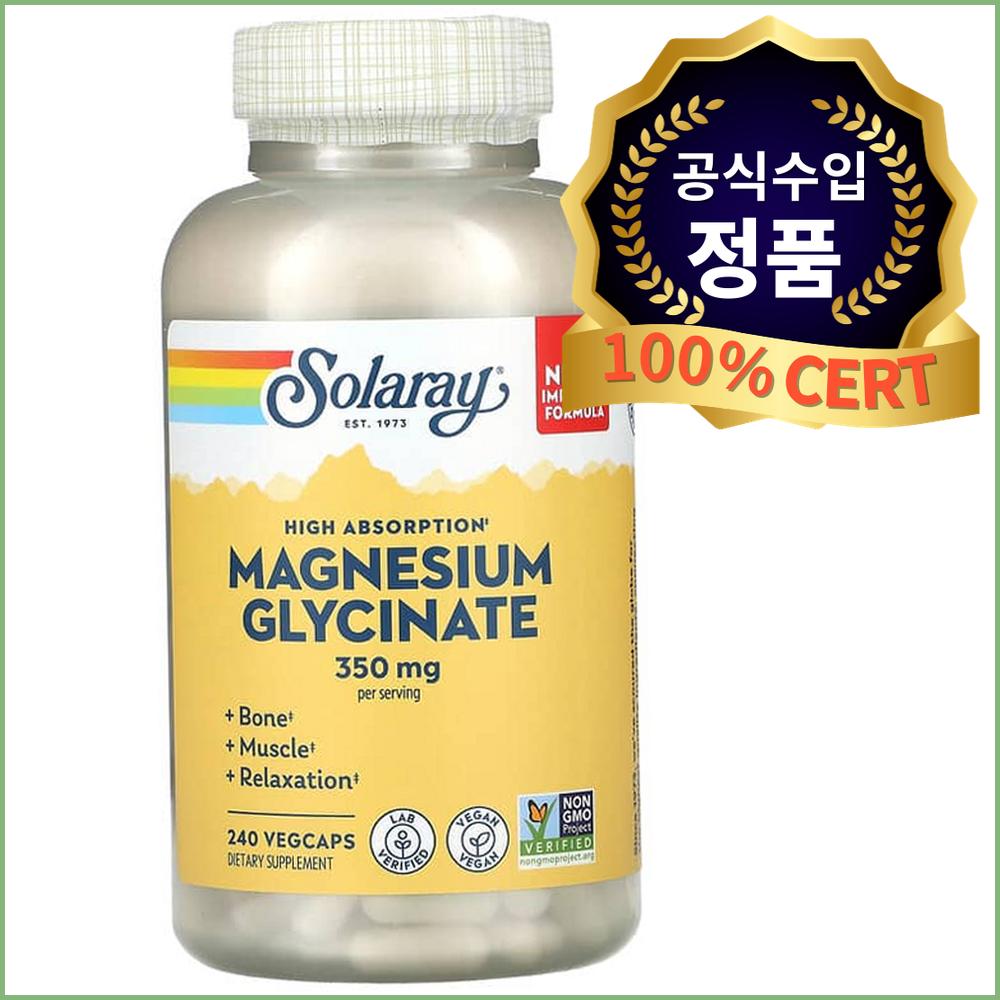 공식수입
정품
100% CERT
Solaray®
EST. 1973
FORMULA
HIGH ABSORPTION‡
MAGNESIUM
GLYCINATE
350 mg
per serving
+ Bone‡
+ Muscle‡
+ Relaxation‡
240 VEGCAPS
DIETARY SUPPLEMENT
LAB
VERIFIED
VEGAN
VEGAN
NON
GMO
Project
VERIFIED
nongmoproject.org